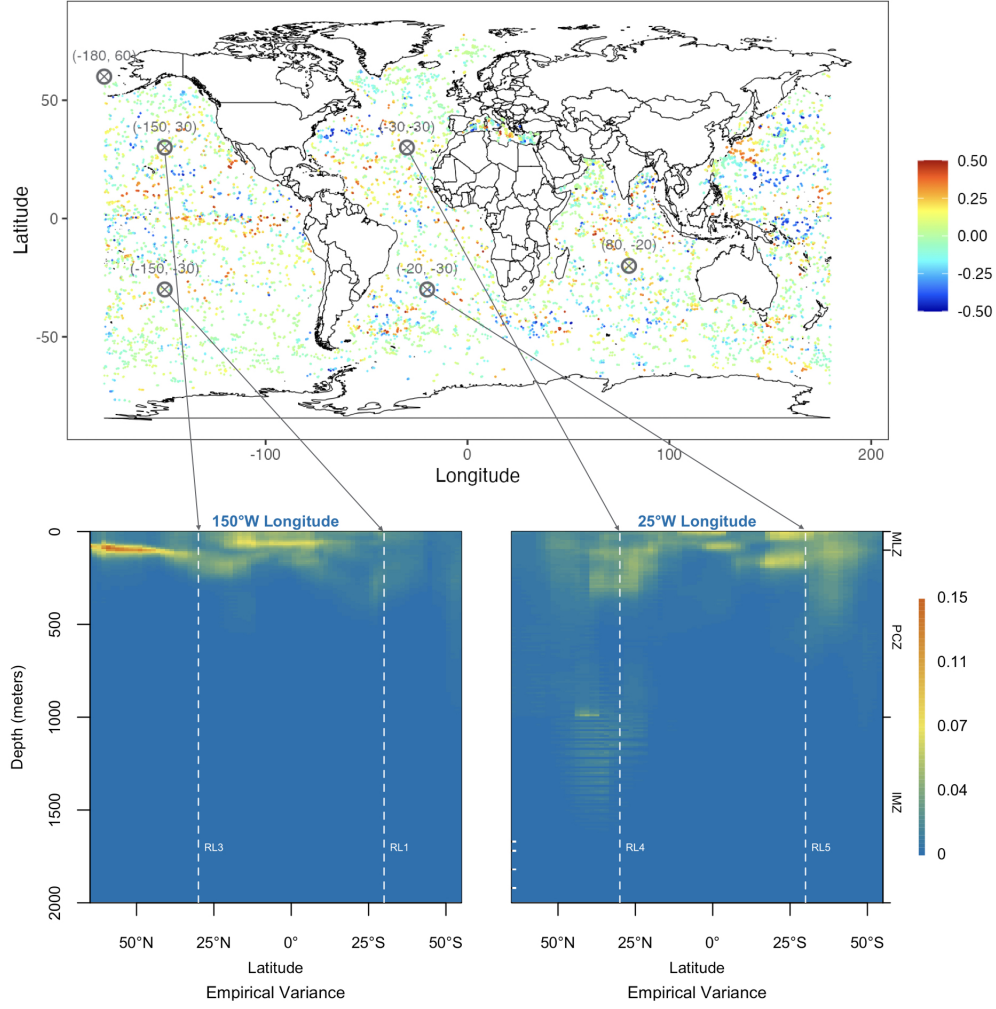 (-180, 60)
(-150, 30)
(-30,-30)
(-150, -30)
(-20, -30)
(80, -20)
50
0
-50
Latitude
-100
0
100
200
Longitude
0.50
0.25
0.00
-0.25
-0.50
150°W Longitude
25°W Longitude
0
500
1000
1500
2000
Depth (meters)
RL3
RL1
RL4
RL5
MLZ
PCZ
IMZ
0.15
0.11
0.07
0.04
0
50°N
25°N
0°
25°S
50°S
50°N
25°N
0°
25°S
50°S
Latitude
Latitude
Empirical Variance
Empirical Variance